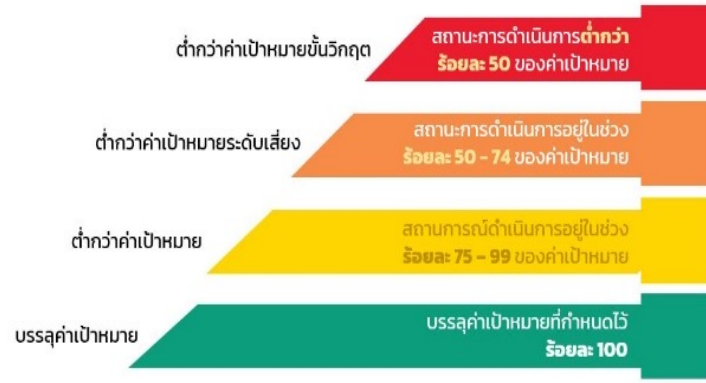 ต่ำกว่าค่าเป้าหมายขั้นวิกฤต
สถานะการดำเนินการต่ำกว่า
ร้อยละ 50 ของค่าเป้าหมาย
ต่ำกว่าค่าเป้าหมายระดับเสี่ยง
สถานะการดำเนินการอยู่ในช่วง
ร้อยละ 50 - 74 ของค่าเป้าหมาย
ต่ำกว่าค่าเป้าหมาย
สถานการณ์ดำเนินการอยู่ในช่วง
ร้อยละ 75 – 99 ของค่าเป้าหมาย
บรรลุค่าเป้าหมาย
บรรลุค่าเป้าหมายที่กำหนดไว้
ร้อยละ 100